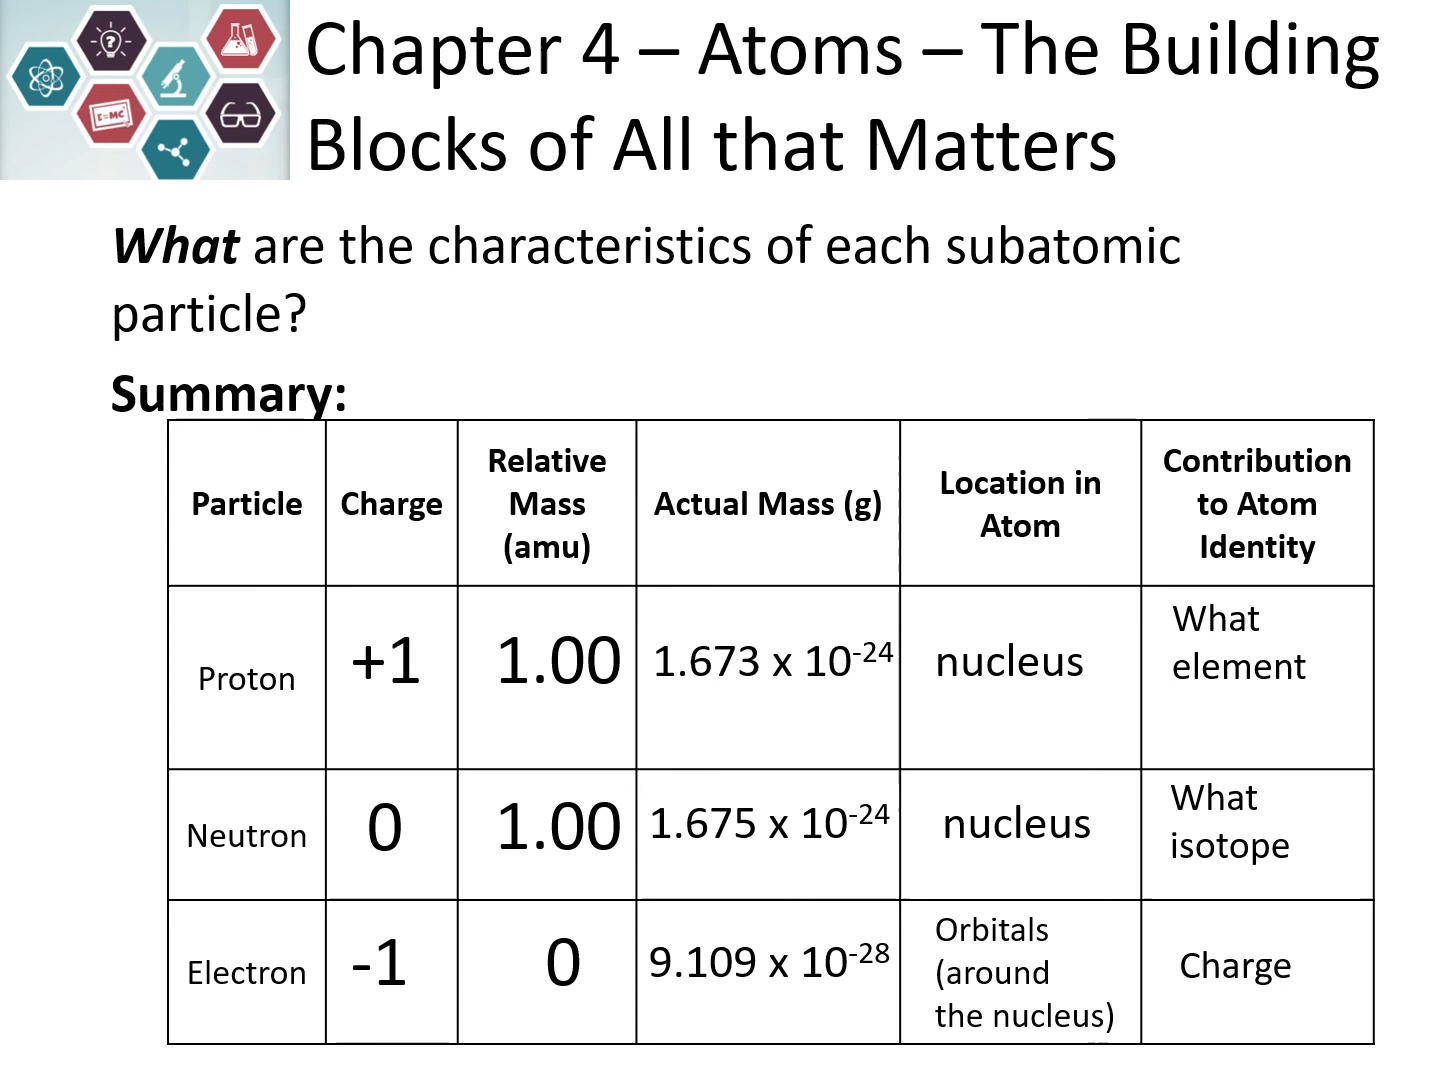 E=MC²
Chapter 4 – Atoms – The Building
Blocks of All that Matters
What are the characteristics of each subatomic
particle?
Summary:
Particle
Charge
Relative
Mass
(amu)
Actual Mass (g)
Location in
Atom
Contribution
to Atom
Identity
Proton
+1
1.00
1.673 x 10⁻²⁴
nucleus
What
element
Neutron
0
1.00
1.675 x 10⁻²⁴
nucleus
What
isotope
Electron
-1
0
9.109 x 10⁻²⁸
Orbitals
(around
the nucleus)
Charge